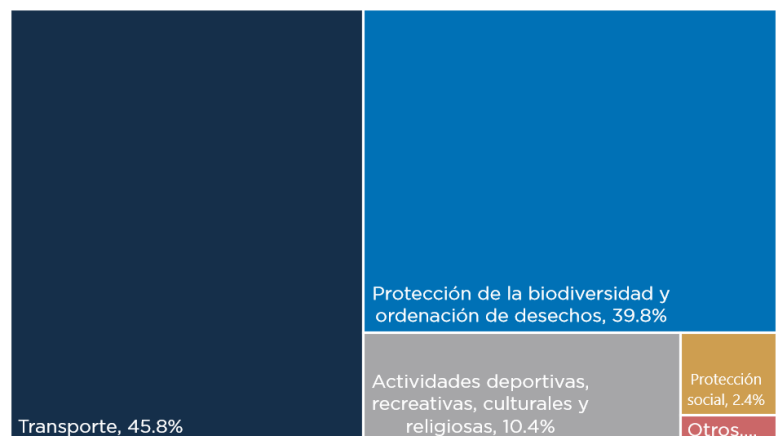 Protección de la biodiversidad y
ordenación de desechos, 39.8%
Actividades deportivas,
recreativas, culturales y
religiosas, 10.4%
Protección
social, 2.4%
Transporte, 45.8%
Otros,...